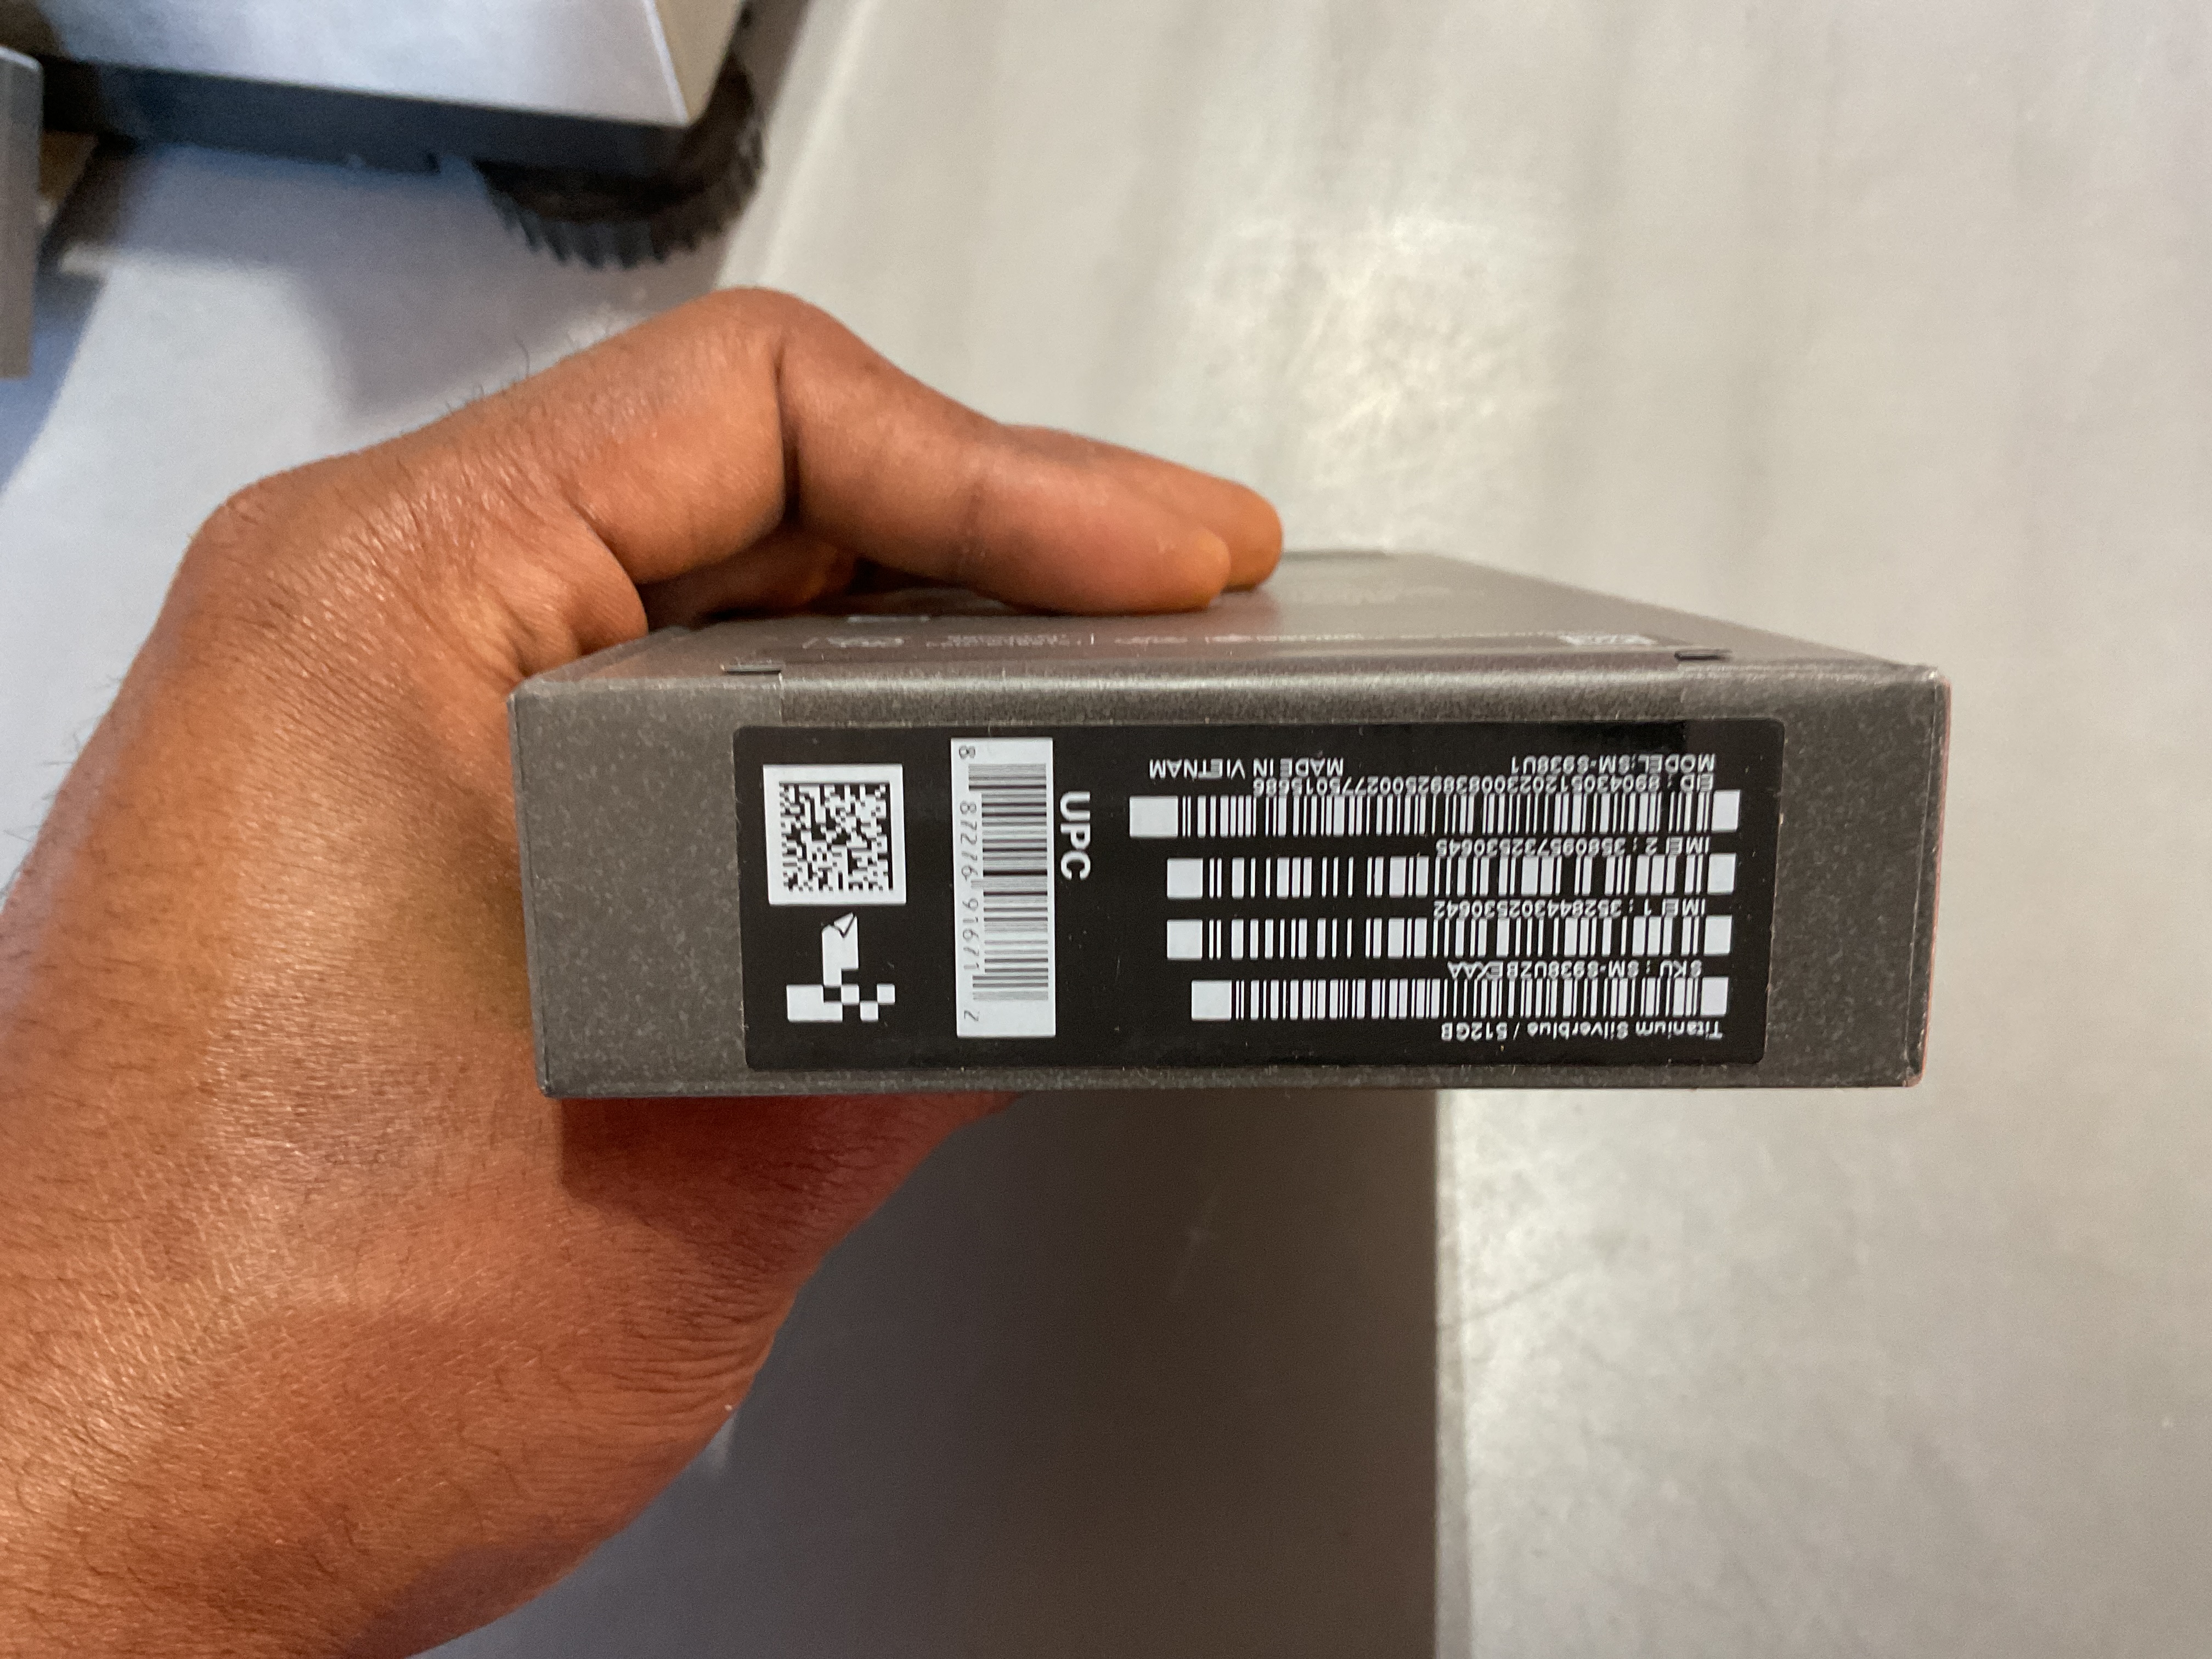 Titanium Silverblue / 512GB
SKU : SM-S938UZBEXAA
IMEI 1 : 352844302530642
IMEI 2 : 358095732530645
EID : 89043051202300838925002775015686
MODEL:SM-S938U1 MADE IN VIETNAM
UPC
8 87276 91671 2